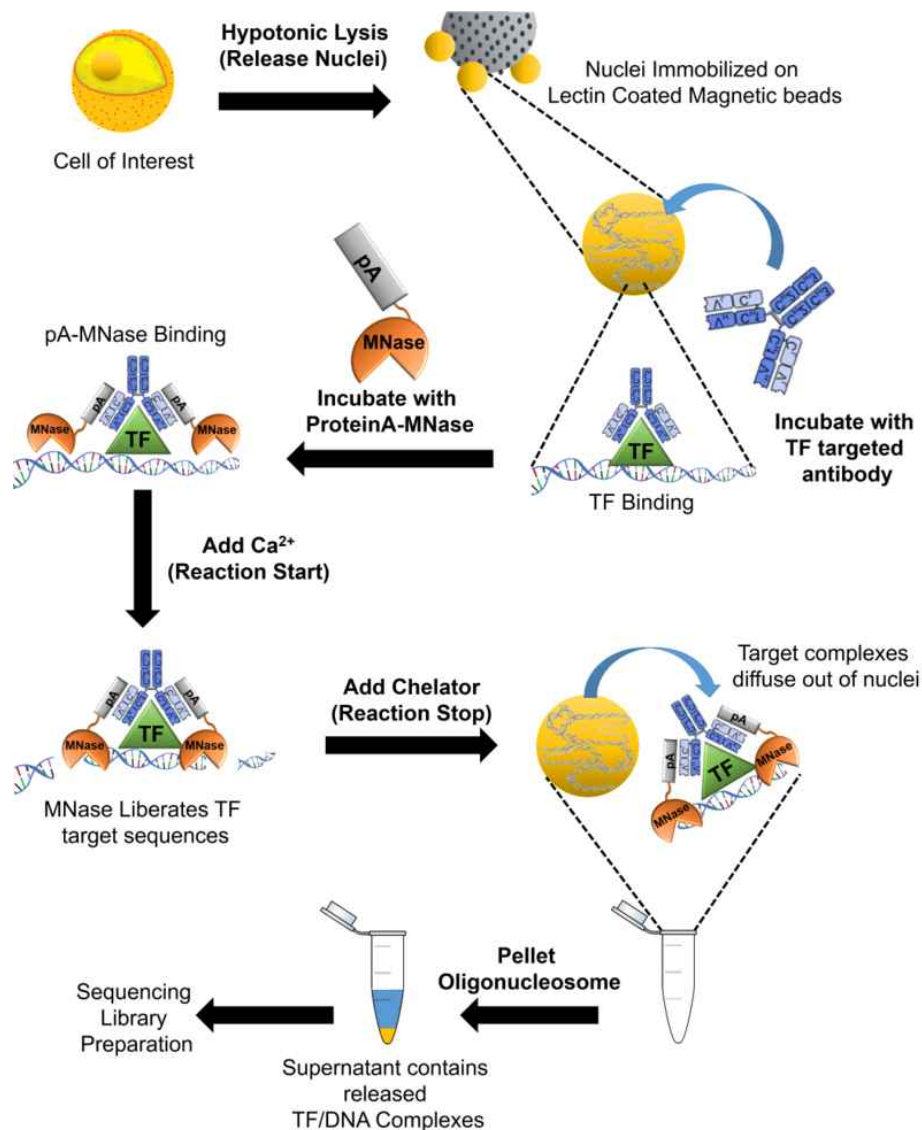 Hypotonic Lysis
(Release Nuclei)
Nuclei Immobilized on
Lectin Coated Magnetic beads
Cell of Interest
pA
MNase
pA-MNase Binding
Incubate with
ProteinA-MNase
Incubate with
TF targeted
antibody
pA
pA
MNase
TF
MNase
TF
TF Binding
Add Ca²⁺
(Reaction Start)
pA
pA
MNase
TF
MNase
MNase Liberates TF
target sequences
Add Chelator
(Reaction Stop)
Target complexes
diffuse out of nuclei
pA
pA
TF
MNase
MNase
Pellet
Oligonucleosome
Sequencing
Library
Preparation
Supernatant contains
released
TF/DNA Complexes